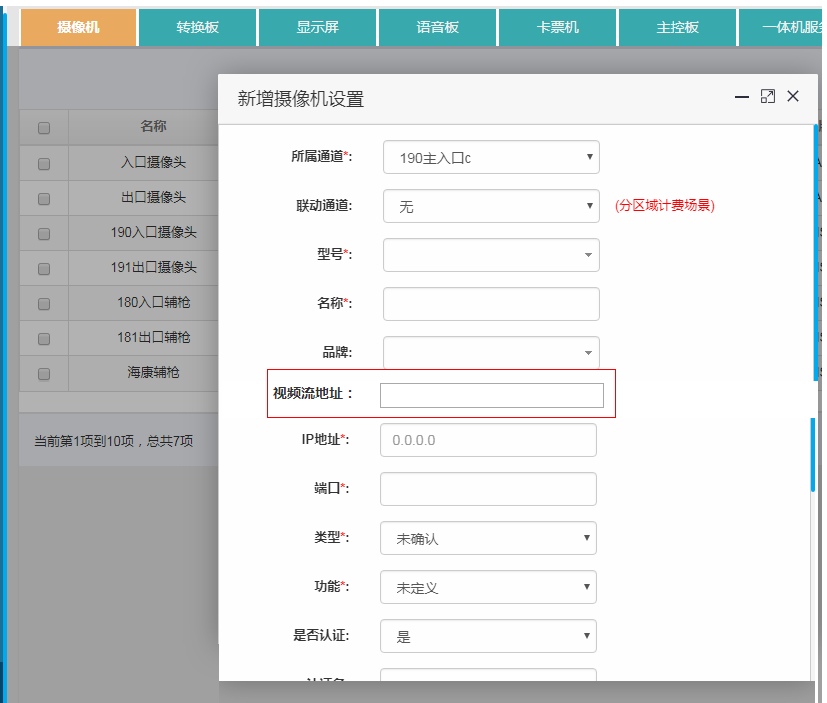 摄像机 转换板 显示屏 语音板 卡票机 主控板 一体机服务
新增摄像机设置
名称
入口摄像头
出口摄像头
190入口摄像头
191出口摄像头
180入口辅枪
181出口辅枪
海康辅枪
当前第1项到10项，总共7项
所属通道*: 190主入口c
联动通道: 无 (分区域计费场景)
型号*:
名称*:
品牌:
视频流地址：
IP地址*: 0.0.0.0
端口*:
类型*: 未确认
功能*: 未定义
是否认证: 是